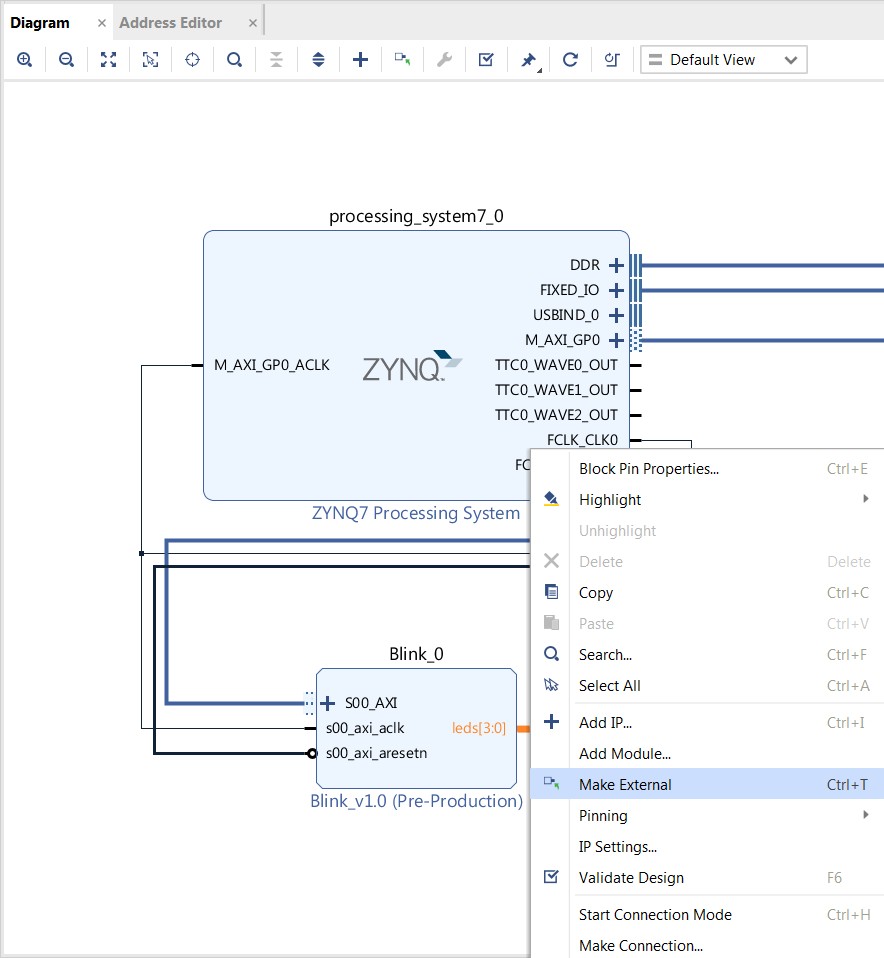 Diagram × Address Editor ×
Default View
processing_system7_0
DDR
FIXED_IO
USBIND_0
M_AXI_GP0
M_AXI_GP0_ACLK ZYNQ TTC0_WAVE0_OUT
TTC0_WAVE1_OUT
TTC0_WAVE2_OUT
FCLK_CLK0
FC
ZYNQ7 Processing System
Blink_0
S00_AXI
s00_axi_aclk leds[3:0]
s00_axi_aresetn
Blink_v1.0 (Pre-Production)
Block Pin Properties... Ctrl+E
Highlight
Unhighlight
Delete Delete
Copy Ctrl+C
Paste Ctrl+V
Search... Ctrl+F
Select All Ctrl+A
Add IP... Ctrl+I
Add Module...
Make External Ctrl+T
Pinning
IP Settings...
Validate Design F6
Start Connection Mode Ctrl+H
Make Connection...